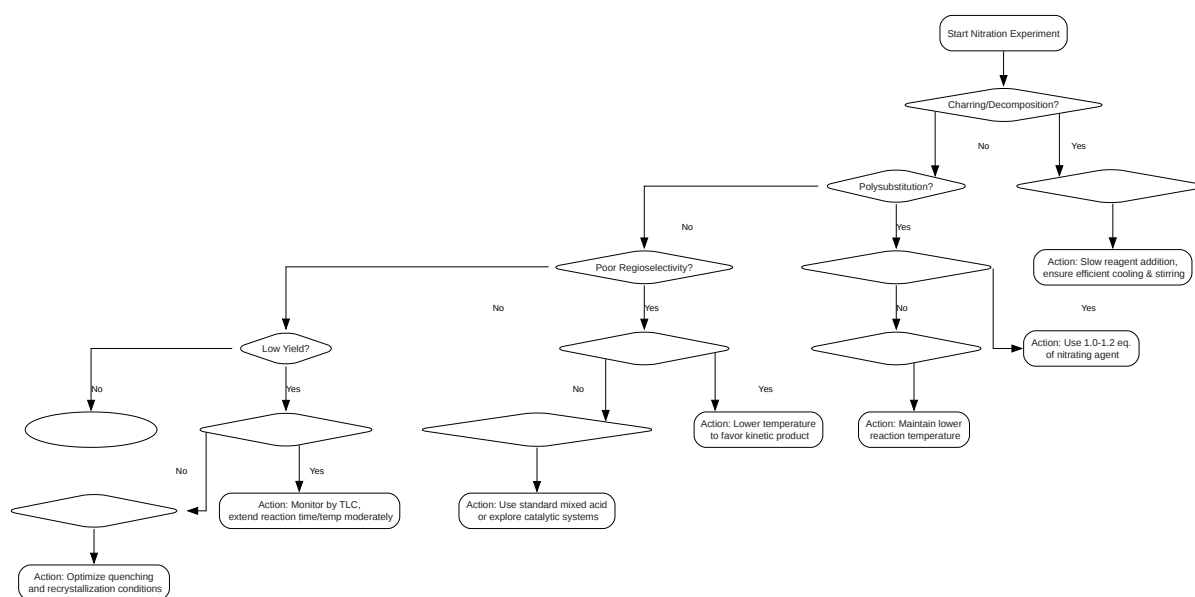 Start Nitration Experiment
Charring/Decomposition?
No
Yes
Polysubstitution?
No
Yes
Action: Slow reagent addition,
ensure efficient cooling & stirring
Poor Regioselectivity?
No
Yes
No
Yes
Low Yield?
Action: Use 1.0-1.2 eq.
of nitrating agent
No
Yes
No
Yes
Action: Lower temperature
to favor kinetic product
Action: Maintain lower
reaction temperature
No
Yes
Action: Monitor by TLC,
extend reaction time/temp moderately
Action: Use standard mixed acid
or explore catalytic systems
Action: Optimize quenching
and recrystallization conditions